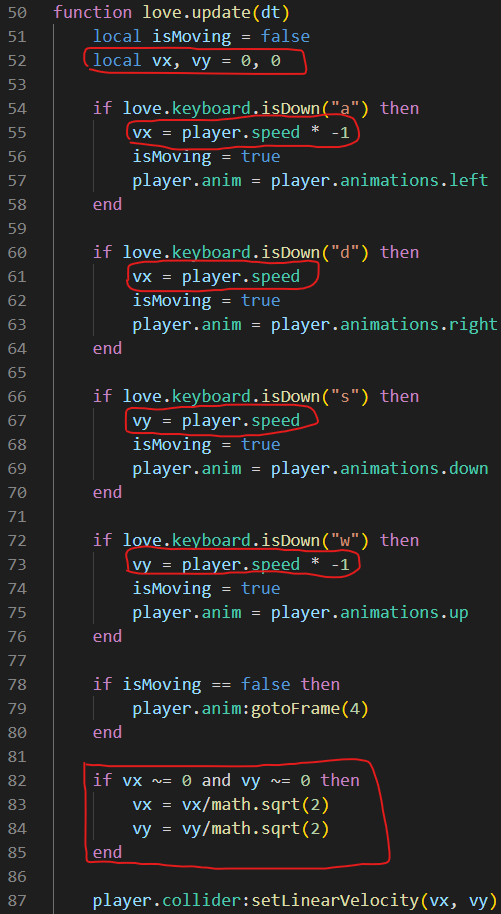 50 function love.update(dt)
51 local isMoving = false
52 local vx, vy = 0, 0
53
54 if love.keyboard.isDown("a") then
55 vx = player.speed * -1
56 isMoving = true
57 player.anim = player.animations.left
58 end
59
60 if love.keyboard.isDown("d") then
61 vx = player.speed
62 isMoving = true
63 player.anim = player.animations.right
64 end
65
66 if love.keyboard.isDown("s") then
67 vy = player.speed
68 isMoving = true
69 player.anim = player.animations.down
70 end
71
72 if love.keyboard.isDown("w") then
73 vy = player.speed * -1
74 isMoving = true
75 player.anim = player.animations.up
76 end
77
78 if isMoving == false then
79 player.anim:gotoFrame(4)
80 end
81
82 if vx ~= 0 and vy ~= 0 then
83 vx = vx/math.sqrt(2)
84 vy = vy/math.sqrt(2)
85 end
86
87 player.collider:setLinearVelocity(vx, vy)